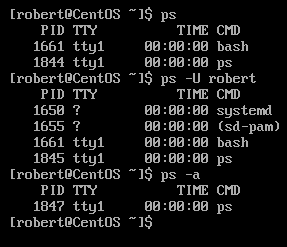 [robert@CentOS ~]$ ps
PID TTY TIME CMD
1661 tty1 00:00:00 bash
1844 tty1 00:00:00 ps
[robert@CentOS ~]$ ps -U robert
PID TTY TIME CMD
1650 ? 00:00:00 systemd
1655 ? 00:00:00 (sd-pam)
1661 tty1 00:00:00 bash
1845 tty1 00:00:00 ps
[robert@CentOS ~]$ ps -a
PID TTY TIME CMD
1847 tty1 00:00:00 ps
[robert@CentOS ~]$